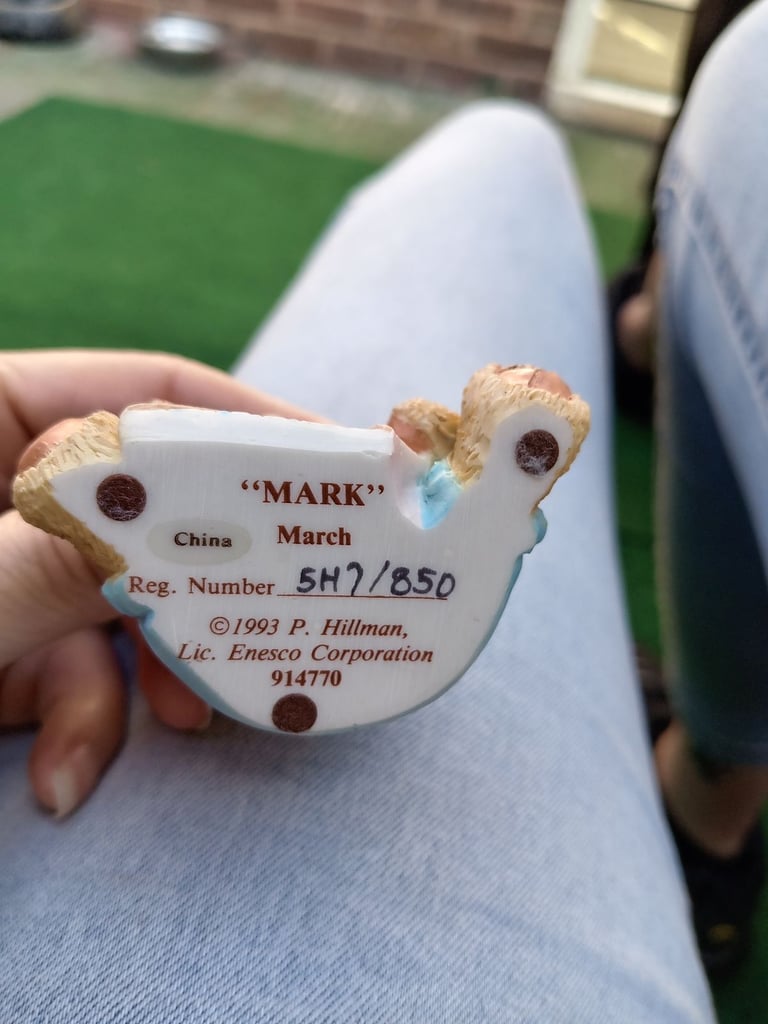 “MARK”
China March
Reg. Number 5H7/850
©1993 P. Hillman,
Lic. Enesco Corporation
914770